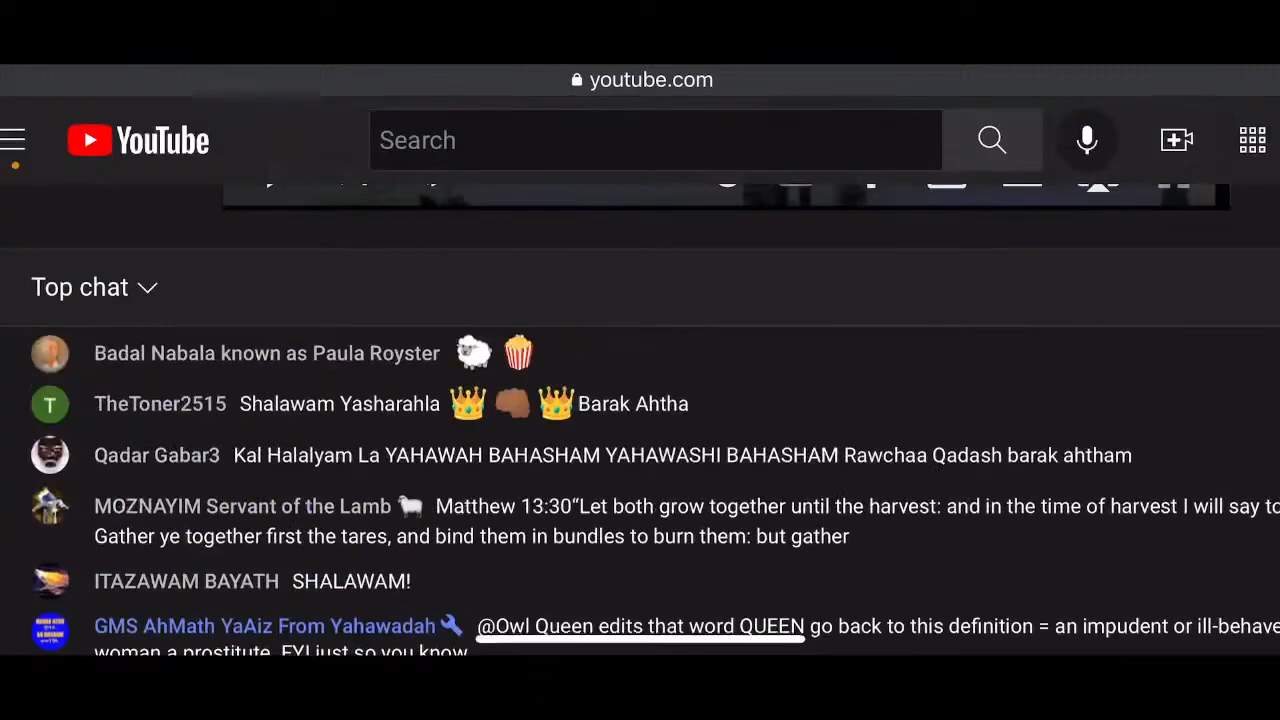 youtube.com
YouTube
Search
Top chat
Badal Nabala known as Paula Royster
T TheToner2515 Shalawam Yasharahla Barak Ahtha
Qadar Gabar3 Kal Halalyam La YAHAWAH BAHASHAM YAHAWASHI BAHASHAM Rawchaa Qadash barak ahtham
MOZNAYIM Servant of the Lamb Matthew 13:30“Let both grow together until the harvest: and in the time of harvest I will say to
Gather ye together first the tares, and bind them in bundles to burn them: but gather
ITAZAWAM BAYATH SHALAWAM!
GMS AhMath YaAiz From Yahawadah @Owl Queen edits that word QUEEN go back to this definition = an impudent or ill-behave
woman a prostitute. FYI just so you know